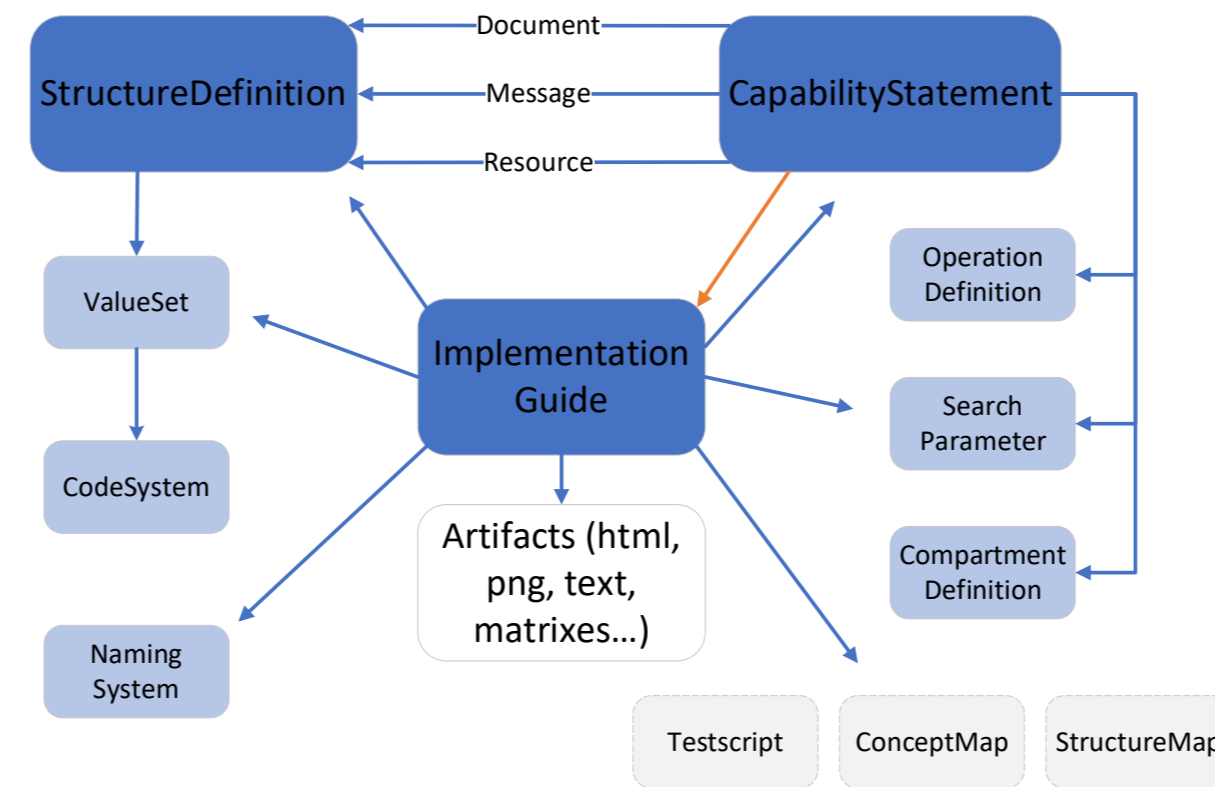 Document
StructureDefinition
Message
CapabilityStatement
Resource
Operation
Definition
ValueSet
Implementation
Guide
Search
Parameter
CodeSystem
Artifacts (html,
png, text,
matrixes...)
Compartment
Definition
Naming
System
Testscript
ConceptMap
StructureMap